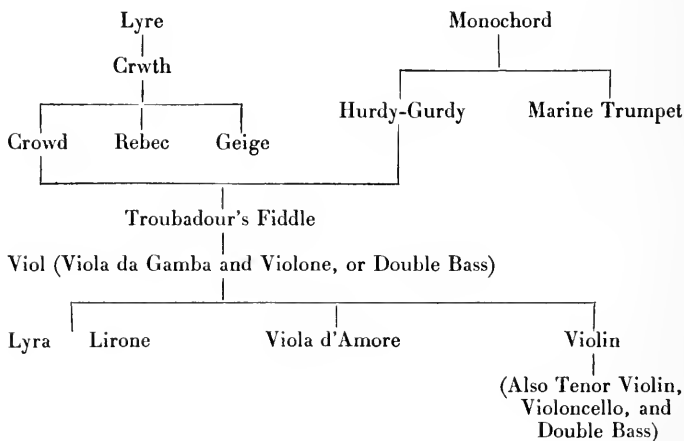 Lyre Monochord
Crwth
Hurdy-Gurdy Marine Trumpet
Crowd Rebec Geige
Troubadour's Fiddle
Viol (Viola da Gamba and Violone, or Double Bass)
Lyra Lirone Viola d'Amore Violin
(Also Tenor Violin,
Violoncello, and
Double Bass)